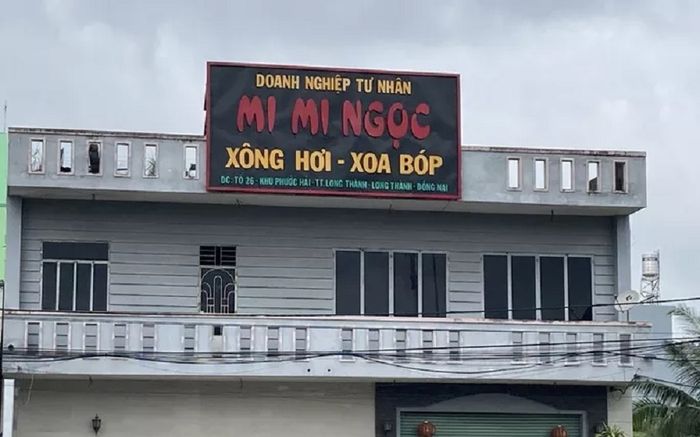 DOANH NGHIỆP TƯ NHÂN
MI MI NGỌC
XÔNG HƠI - XOA BÓP
ĐC: TỔ 26 - KHU PHƯỚC HẢI - TT.LONG THÀNH - LONG THÀNH - ĐỒNG NAI